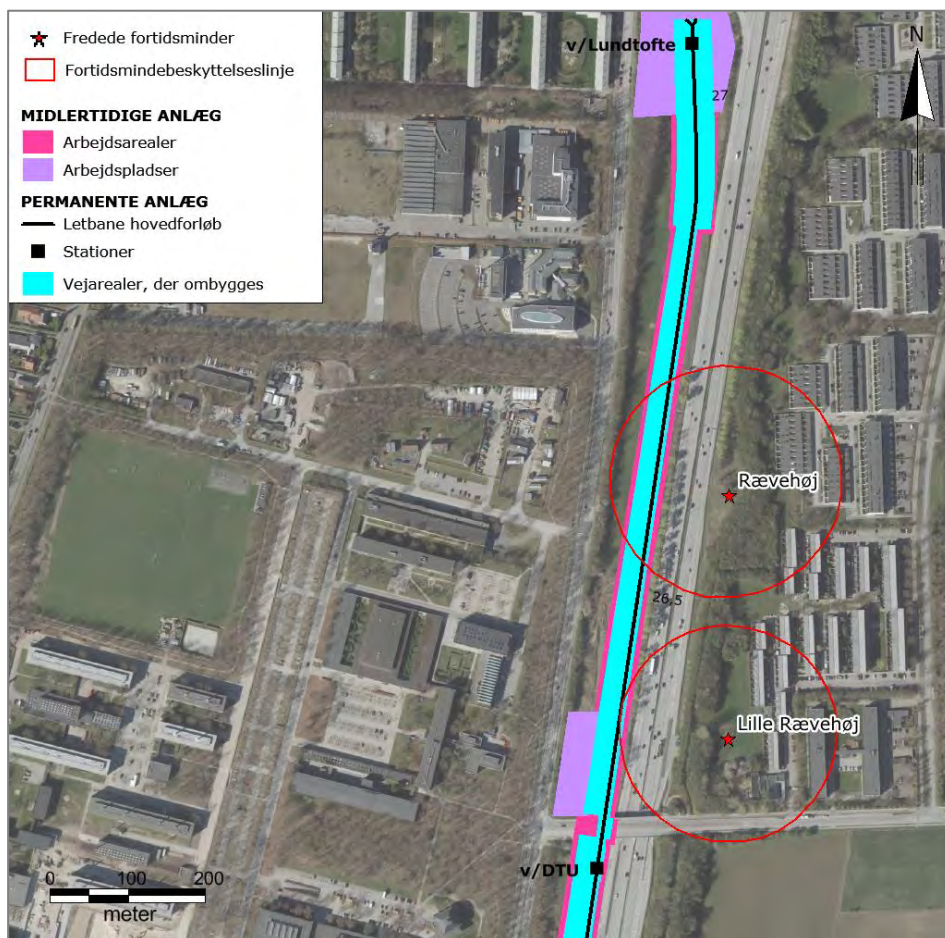 Fredede fortidsminder
Fortidsmindebeskyttelseslinje
MIDLERTIDIGE ANLÆG
Arbejdsarealer
Arbejdspladser
PERMANENTE ANLÆG
Letbane hovedforløb
Stationer
Vejarealer, der ombygges
v/Lundtofte
N
27
Rævehøj
26,5
Lille Rævehøj
v/DTU
0 100 200
meter